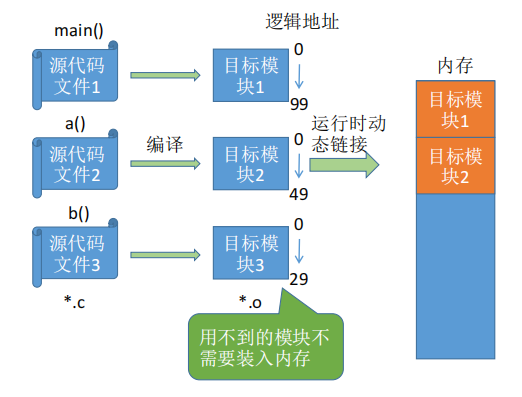 逻辑地址
main()
源代码
文件1
目标模
块1
0
99
内存
目标模
块1
a()
源代码
文件2
编译
目标模
块2
0
49
运行时动
态链接
目标模
块2
b()
源代码
文件3
目标模
块3
0
29
*.c
*.o
用不到的模块不
需要装入内存